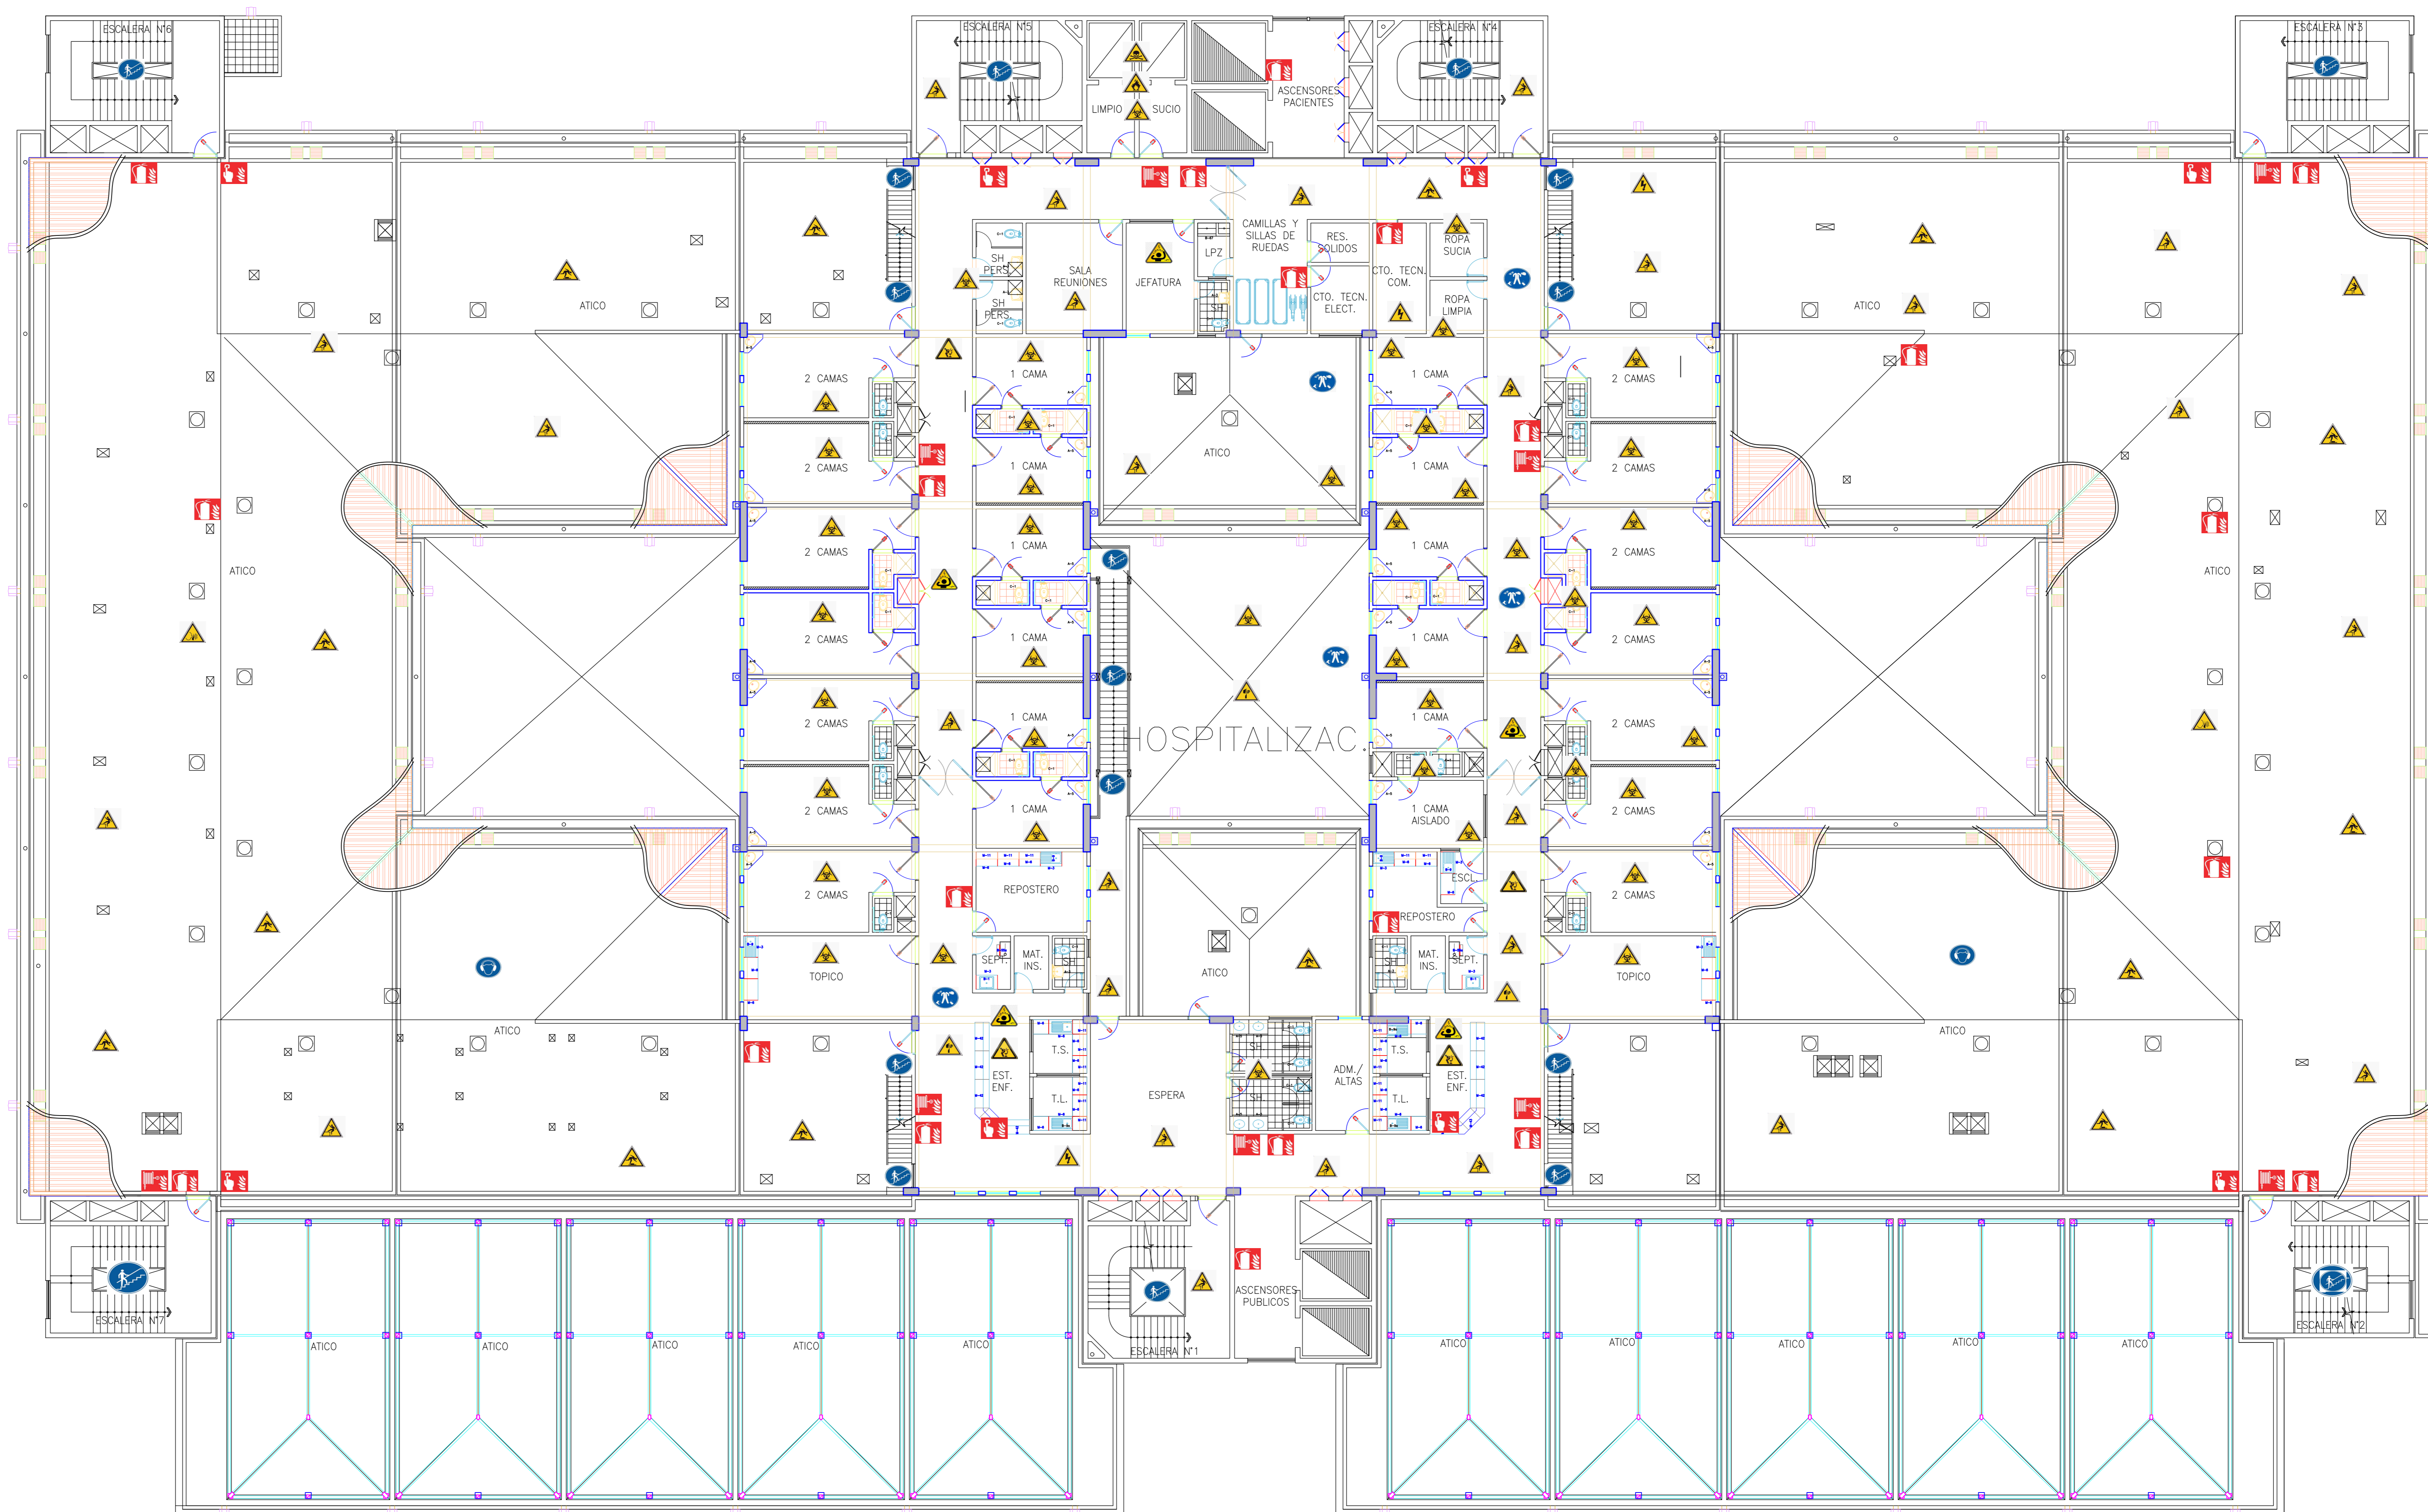 ESCALERA N°6
ESCALERA N°5
ESCALERA N°4
ESCALERA N°3
LIMPIO
SUCIO
ASCENSORES
PACIENTES
SH
PERS.
SH
PERS.
SALA
REUNIONES
JEFATURA
LPZ
SH
CAMILLAS Y
SILLAS DE
RUEDAS
RES.
SOLIDOS
CTO. TECN.
ELECT.
CTO. TECN.
COM.
ROPA
SUCIA
ROPA
LIMPIA
ATICO
ATICO
2 CAMAS
1 CAMA
1 CAMA
2 CAMAS
2 CAMAS
1 CAMA
ATICO
1 CAMA
2 CAMAS
2 CAMAS
1 CAMA
1 CAMA
2 CAMAS
ATICO
ATICO
2 CAMAS
1 CAMA
1 CAMA
2 CAMAS
2 CAMAS
1 CAMA
1 CAMA
2 CAMAS
HOSPITALIZAC.
2 CAMAS
1 CAMA
1 CAMA
AISLADO
2 CAMAS
2 CAMAS
REPOSTERO
ESCL.
REPOSTERO
2 CAMAS
TOPICO
SEPT.
MAT.
INS.
SH
ATICO
SH
MAT.
INS.
SEPT.
TOPICO
ATICO
EST.
ENF.
T.S.
T.L.
ESPERA
SH
SH
ADM./
ALTAS
T.S.
T.L.
EST.
ENF.
ATICO
ESCALERA N°7
ESCALERA N°1
ASCENSORES
PUBLICOS
ESCALERA N°2
ATICO
ATICO
ATICO
ATICO
ATICO
ATICO
ATICO
ATICO
ATICO
ATICO